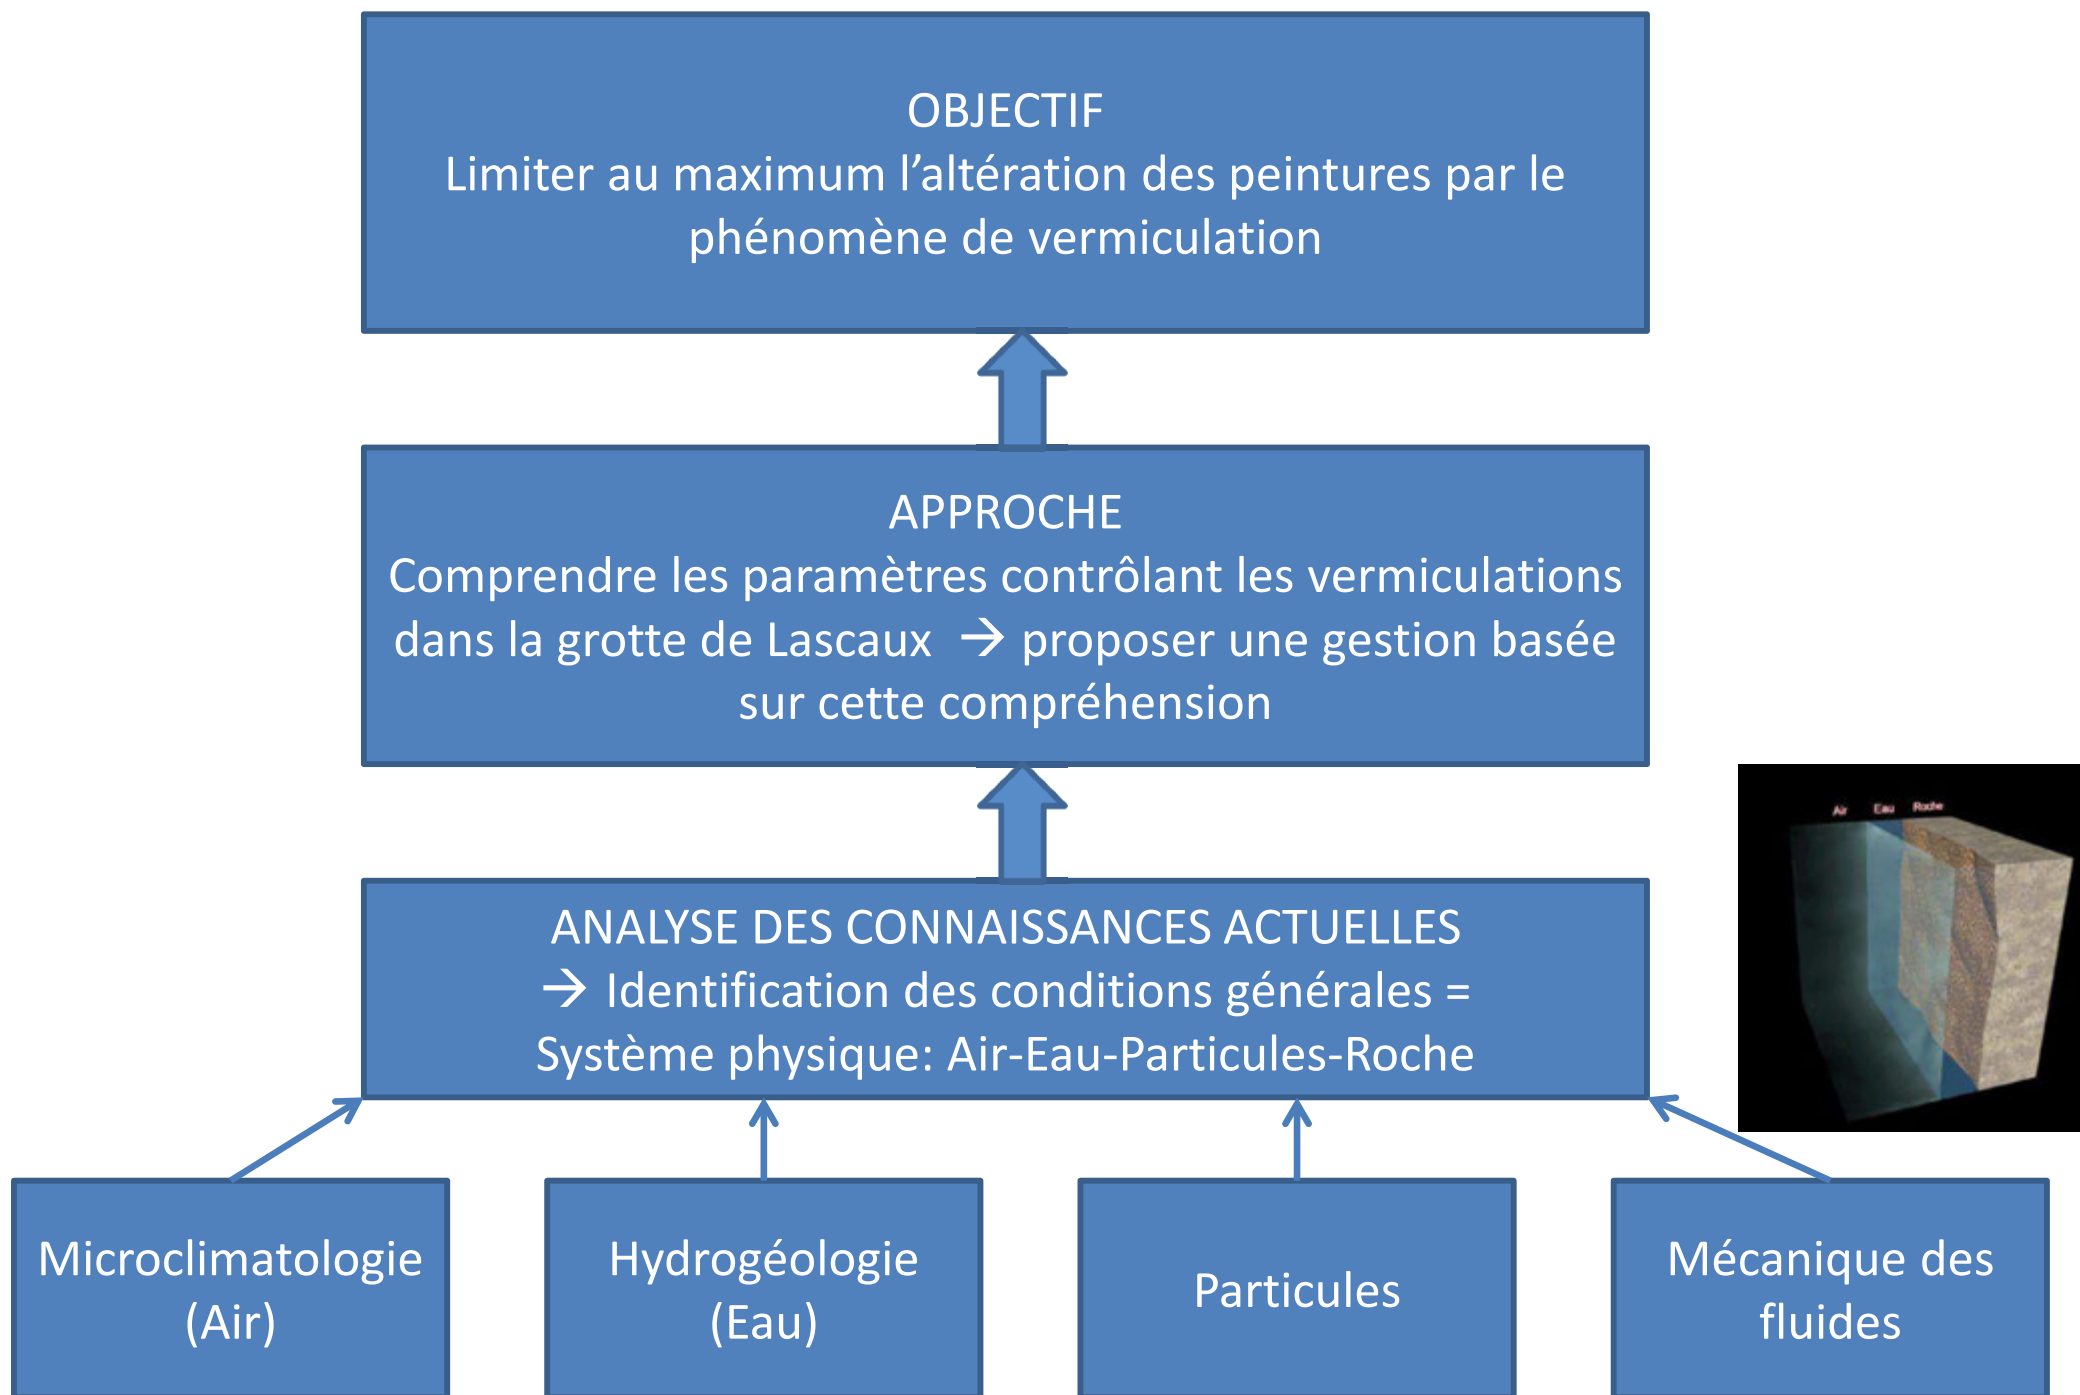 OBJECTIF
Limiter au maximum l’altération des peintures par le
phénomène de vermiculation
APPROCHE
Comprendre les paramètres contrôlant les vermiculations
dans la grotte de Lascaux → proposer une gestion basée
sur cette compréhension
Air Eau Roche
ANALYSE DES CONNAISSANCES ACTUELLES
→ Identification des conditions générales =
Système physique: Air-Eau-Particules-Roche
Microclimatologie
(Air)
Hydrogéologie
(Eau)
Particules
Mécanique des
fluides